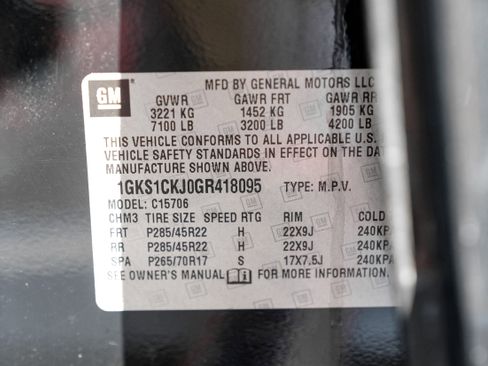 GM
MFD BY GENERAL MOTORS LLC
GVWR GAWR FRT GAWR RR
3221 KG 1452 KG 1905 KG
7100 LB 3200 LB 4200 LB
THIS VEHICLE CONFORMS TO ALL APPLICABLE U.S.
VEHICLE SAFETY STANDARDS IN EFFECT ON THE DAT
MANUFACTURE SHOWN ABOVE.
1GKS1CKJ0GR418095 TYPE: M.P.V.
MODEL: C15706
CHM3 TIRE SIZE SPEED RTG RIM COLD
FRT P285/45R22 H 22X9J 240KPA
RR P285/45R22 H 22X9J 240KPA
SPA P265/70R17 S 17X7.5J 240KPA
SEE OWNER'S MANUAL FOR MORE INFORMATION.